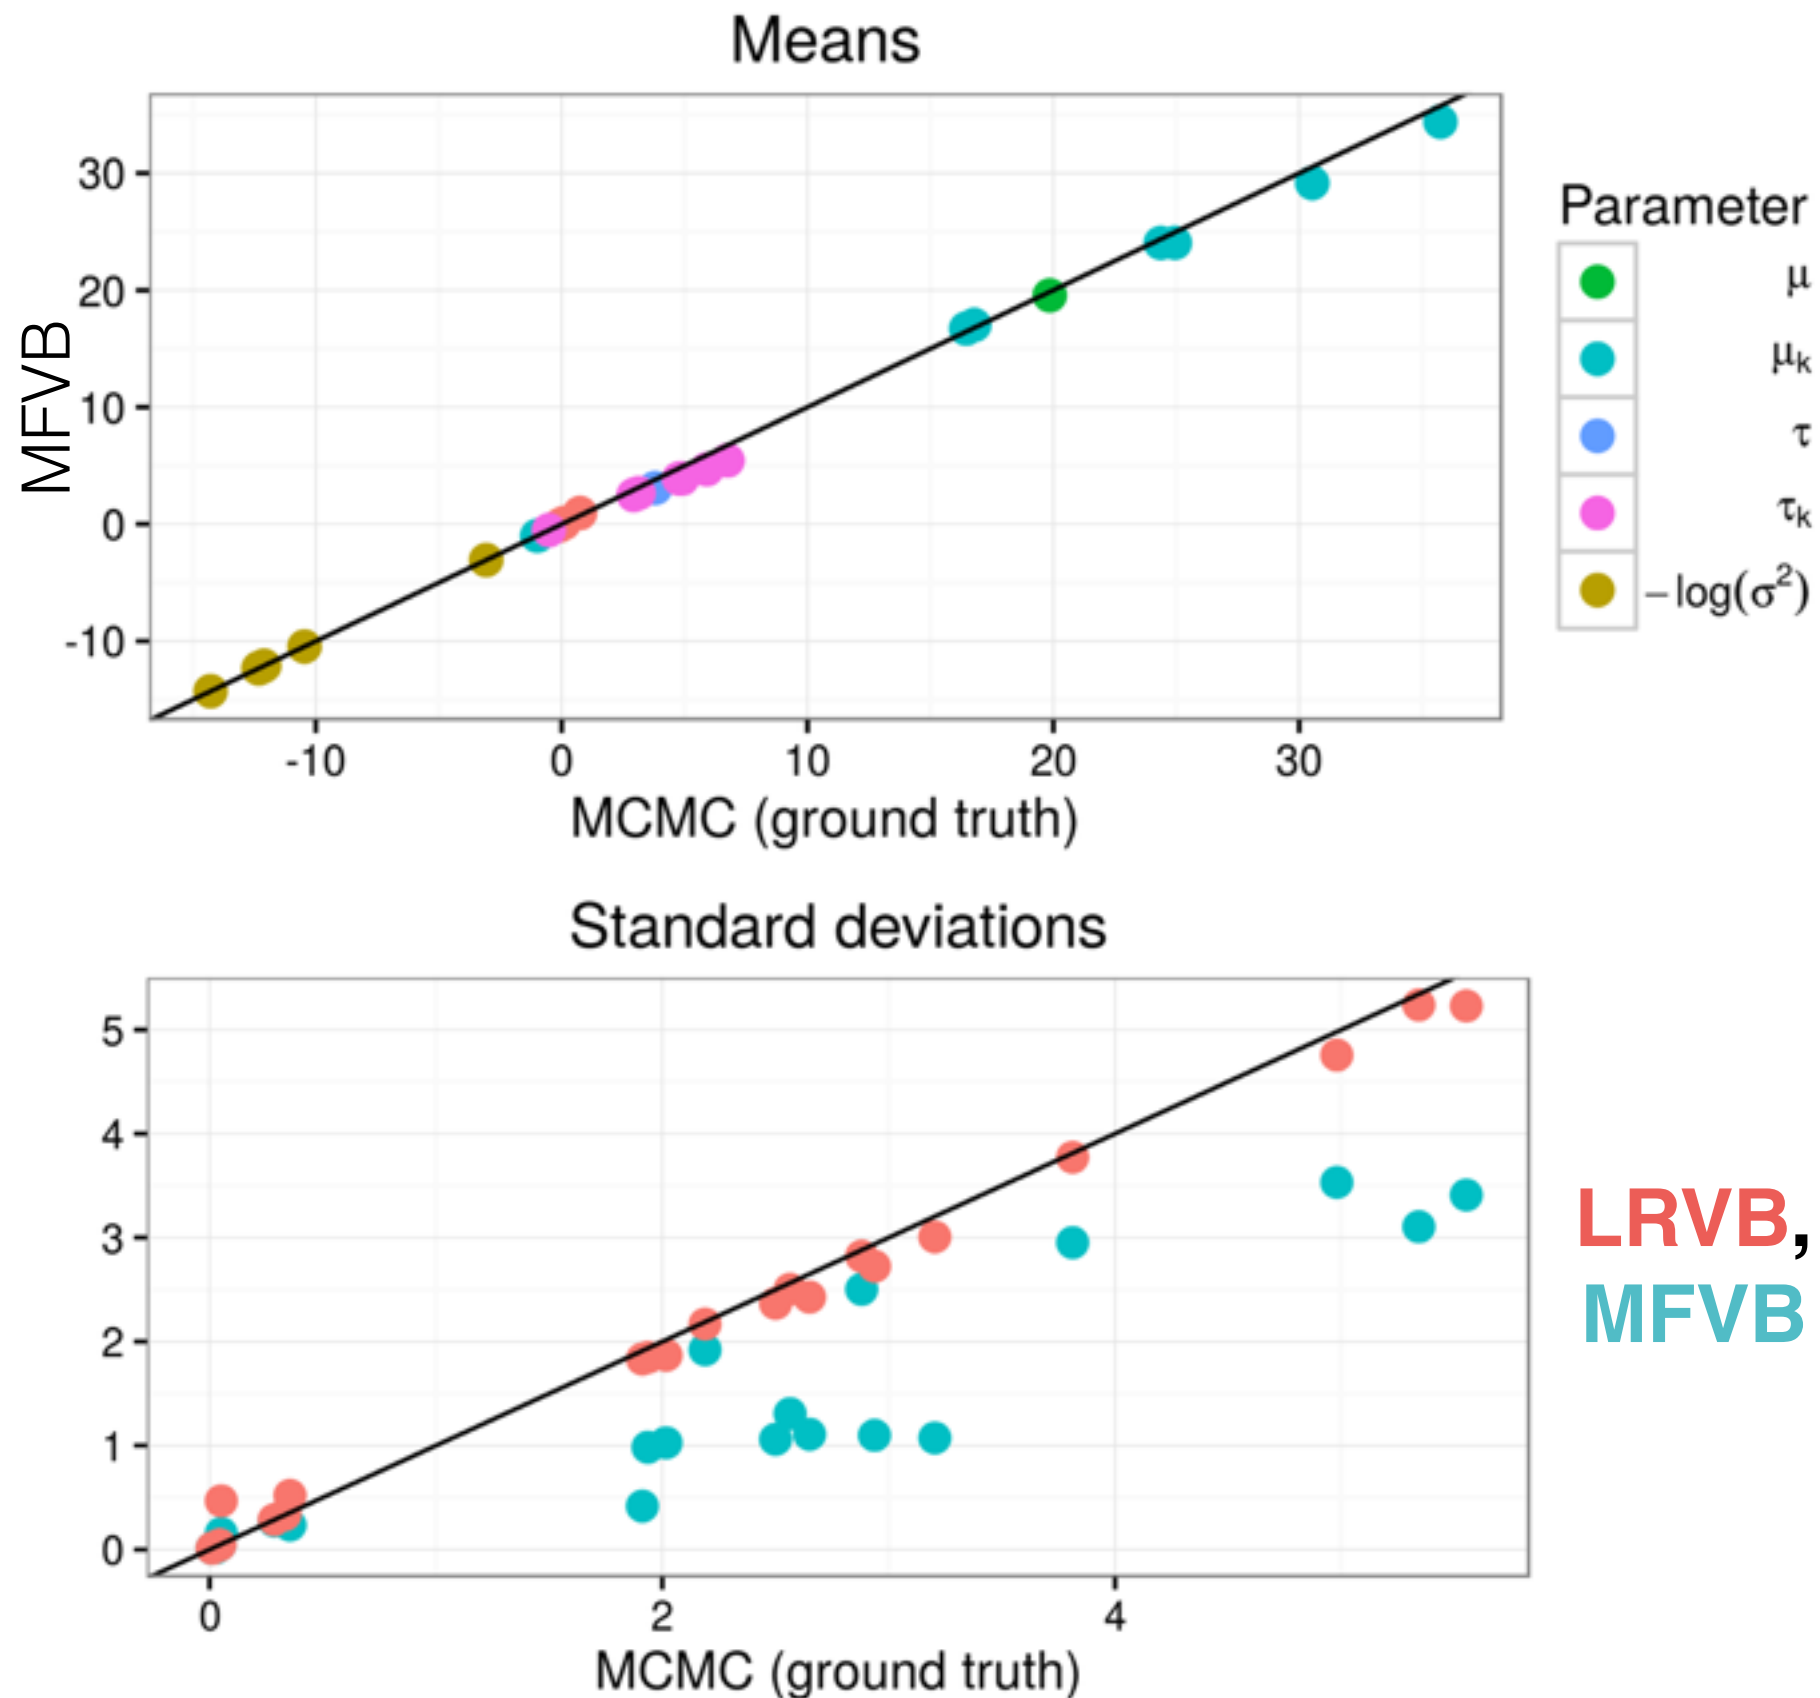 Means
MFVB
30
20
10
0
-10
-10 0 10 20 30
MCMC (ground truth)
Parameter
μ
μk
τ
τk
−log(σ²)
Standard deviations
5
4
3
2
1
0
0 2 4
MCMC (ground truth)
LRVB,
MFVB